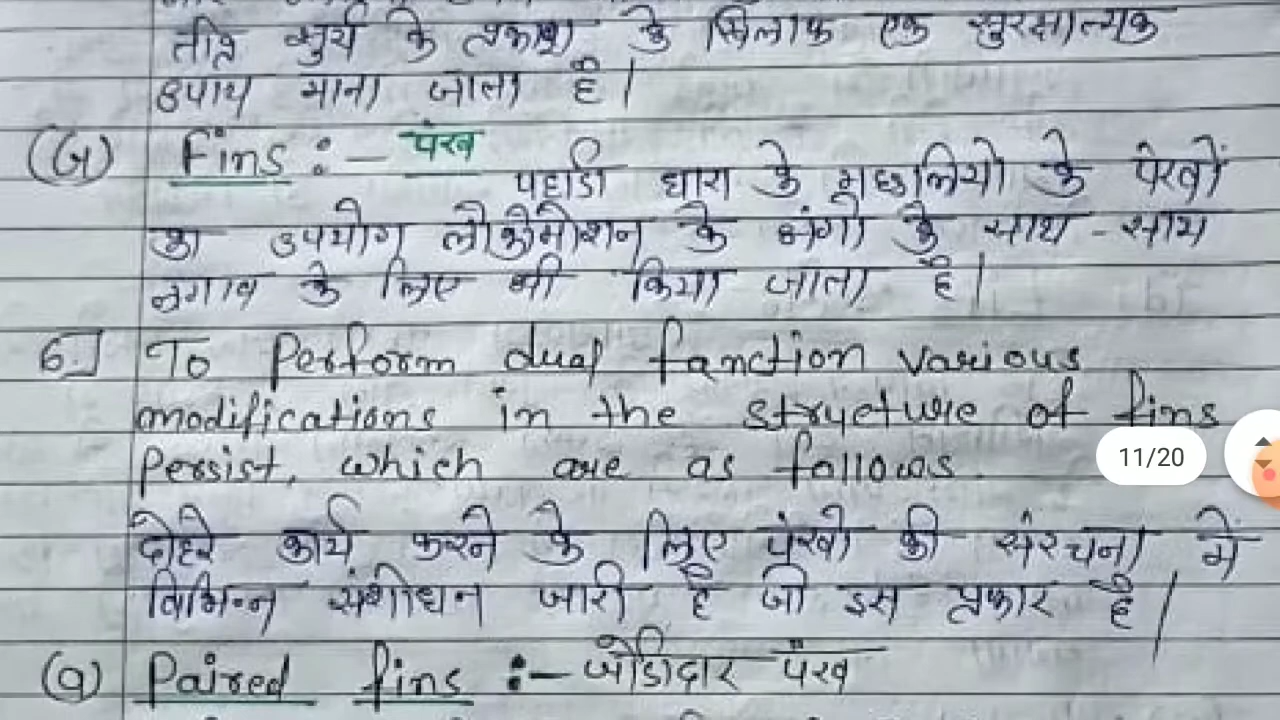 तीव्र सुर्य के प्रकाश के खिलाफ एक सुरक्षात्मक
उपाय माना जाता है।
(G) Fins :- पंख
पहाडी धारा के मछलियो के पंखों
का उपयोग लौकोमोशन के अंगो के साथ-साथ
लगाव के लिए भी किया जाता है।
6.] To Perform dual fanction various
modifications in the structure of fins
Persist, which are as follows.
11/20
दोहरे कार्य करने के लिए पंखो की संरचना में
विभिन्न संशोधन जारी है जो इस प्रकार है।
(a) Paired fins :- जोडीदार पंख